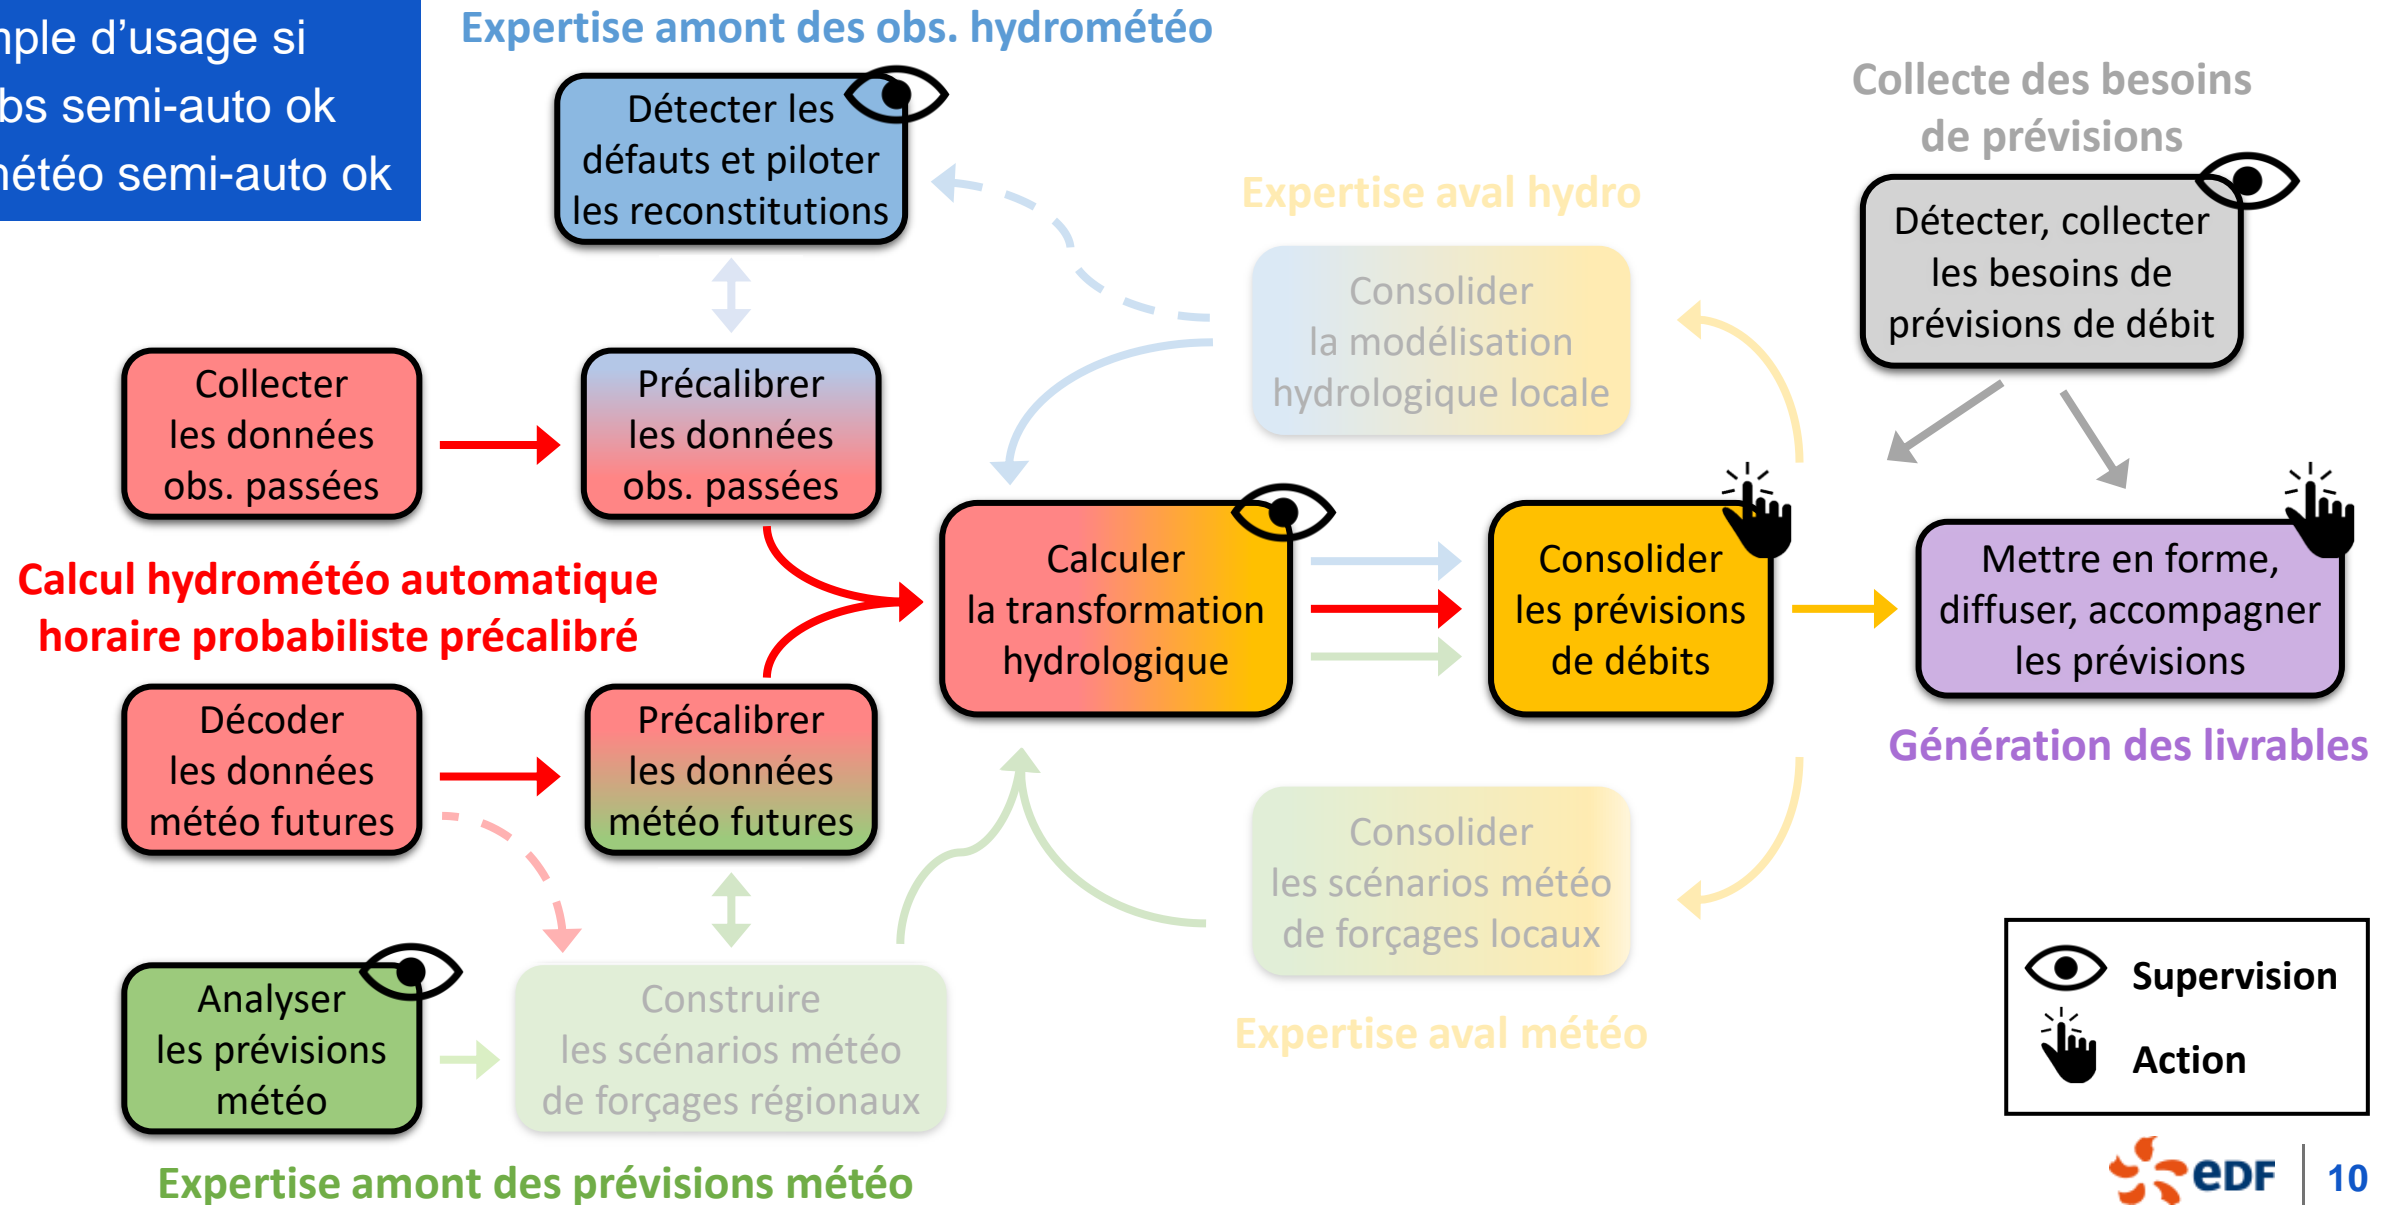 d'usage si
semi-auto ok
semi-auto ok
Expertise amont des obs. hydrométéo
Détecter les
défauts et piloter
les reconstitutions
Collecte des besoins
de prévisions
Détecter, collecter
les besoins de
prévisions de débit
Expertise aval hydro
Consolider
la modélisation
hydrologique locale
Collecter
les données
obs. passées
Précalibrer
les données
obs. passées
Calcul hydrométéo automatique
horaire probabiliste précalibré
Calculer
la transformation
hydrologique
Consolider
les prévisions
de débits
Mettre en forme,
diffuser, accompagner
les prévisions
Génération des livrables
Décoder
les données
météo futures
Précalibrer
les données
météo futures
Consolider
les scénarios météo
de forçages locaux
Expertise aval météo
Analyser
les prévisions
météo
Construire
les scénarios météo
de forçages régionaux
Expertise amont des prévisions météo
Supervision
Action
eDF
10